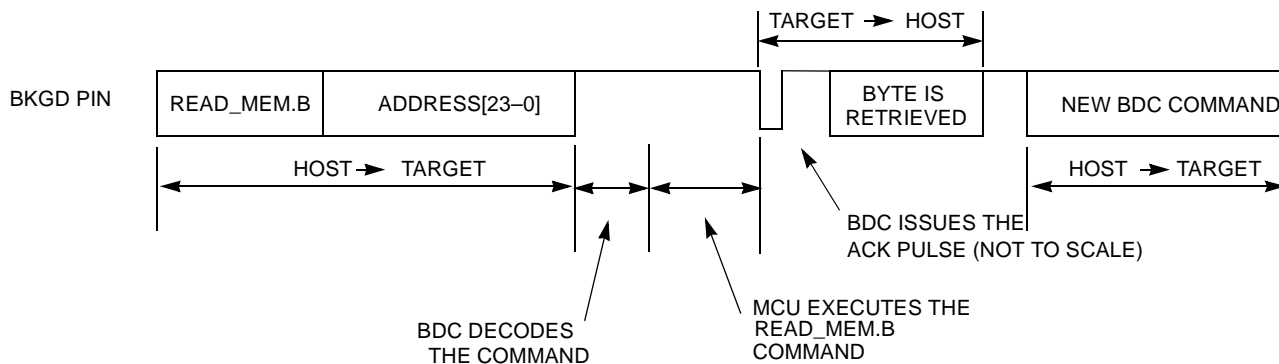 TARGET → HOST
BKGD PIN
READ_MEM.B
ADDRESS[23–0]
BYTE IS
RETRIEVED
NEW BDC COMMAND
HOST → TARGET
HOST → TARGET
BDC ISSUES THE
ACK PULSE (NOT TO SCALE)
BDC DECODES
THE COMMAND
MCU EXECUTES THE
READ_MEM.B
COMMAND